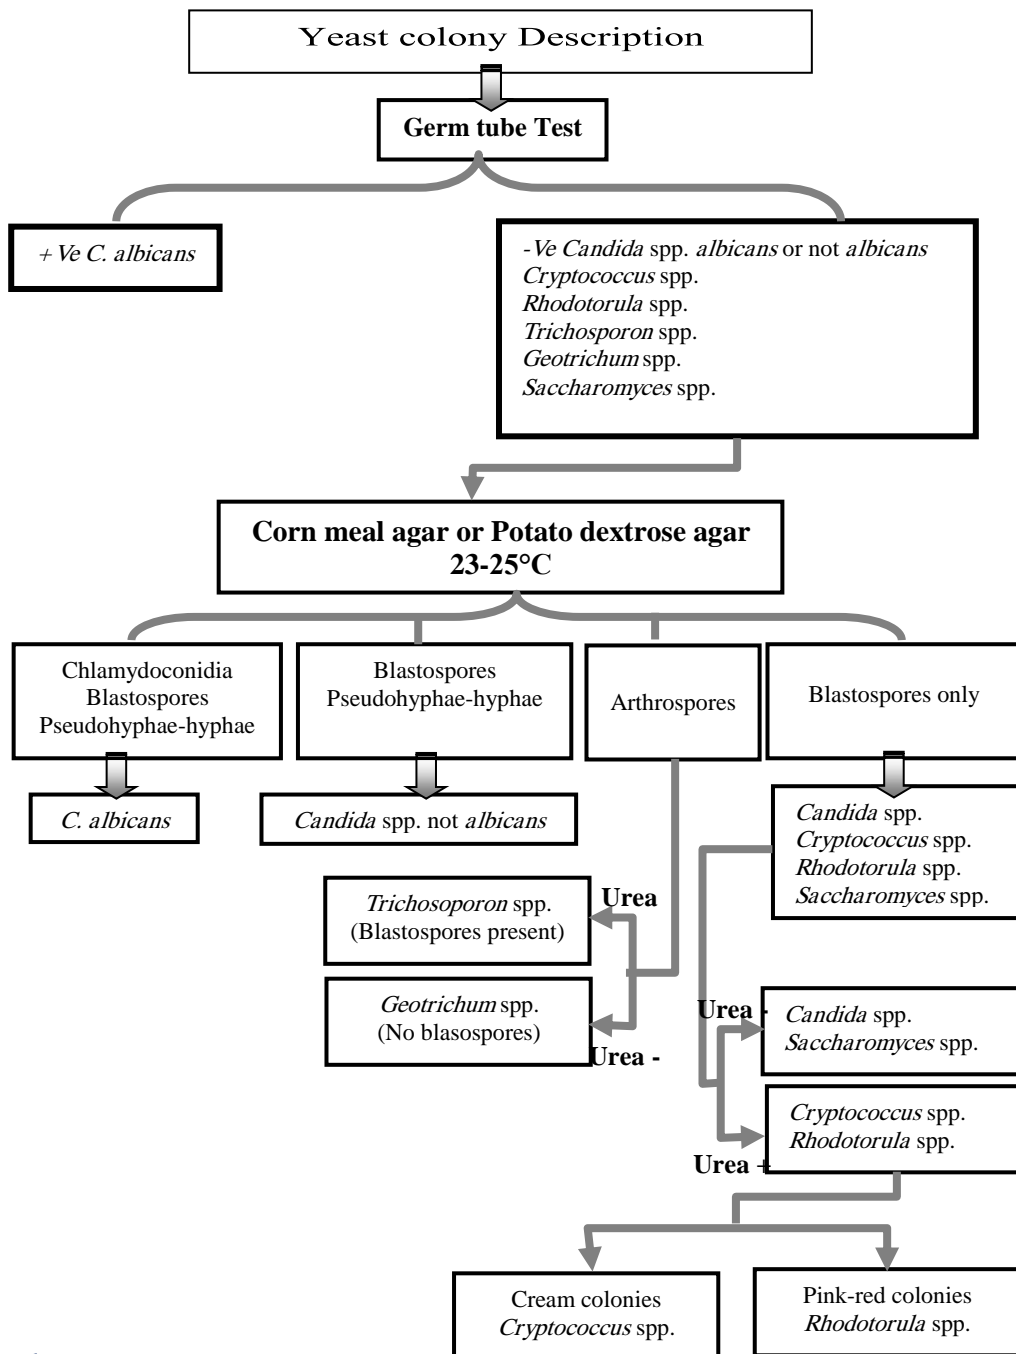 Yeast colony Description
Germ tube Test
+ Ve C. albicans
-Ve Candida spp. albicans or not albicans
Cryptococcus spp.
Rhodotorula spp.
Trichosporon spp.
Geotrichum spp.
Saccharomyces spp.
Corn meal agar or Potato dextrose agar
23-25°C
Chlamydoconidia
Blastospores
Pseudohyphae-hyphae
Blastospores
Pseudohyphae-hyphae
Arthrospores
Blastospores only
C. albicans
Candida spp. not albicans
Candida spp.
Cryptococcus spp.
Rhodotorula spp.
Saccharomyces spp.
Urea
Trichosoporon spp.
(Blastospores present)
Geotrichum spp.
(No blasospores)
Urea -
Urea -
Candida spp.
Saccharomyces spp.
Cryptococcus spp.
Rhodotorula spp.
Urea +
Cream colonies
Cryptococcus spp.
Pink-red colonies
Rhodotorula spp.